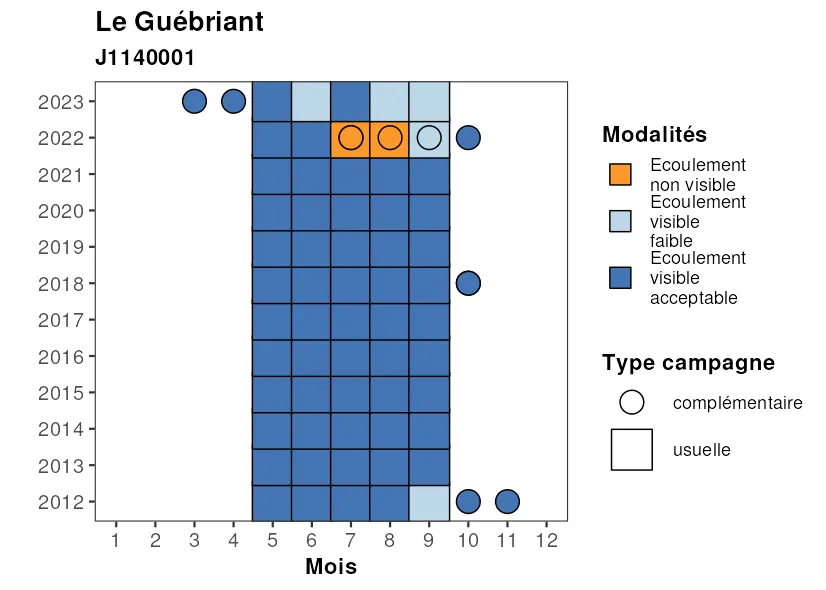 Le Guébriant
J1140001
2023
2022
2021
2020
2019
2018
2017
2016
2015
2014
2013
2012
1 2 3 4 5 6 7 8 9 10 11 12
Mois
Modalités
Ecoulement
non visible
Ecoulement
visible
faible
Ecoulement
visible
acceptable
Type campagne
complémentaire
usuelle